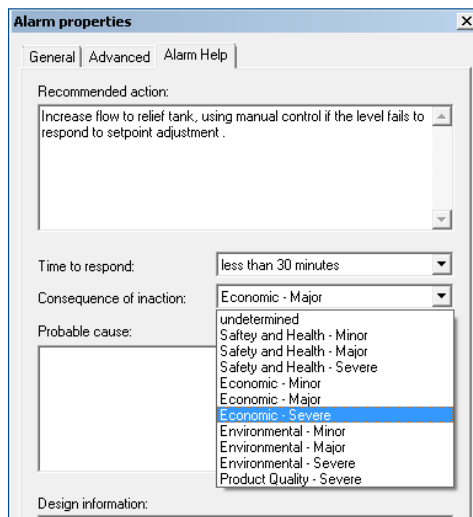 Alarm properties
General Advanced Alarm Help
Recommended action:
Increase flow to relief tank, using manual control if the level fails to
respond to setpoint adjustment .
Time to respond: less than 30 minutes
Consequence of inaction: Economic - Major
Probable cause:
undetermined
Saftey and Health - Minor
Safety and Health - Major
Safety and Health - Severe
Economic - Minor
Economic - Major
Economic - Severe
Environmental - Minor
Environmental - Major
Environmental - Severe
Product Quality - Severe
Design information: